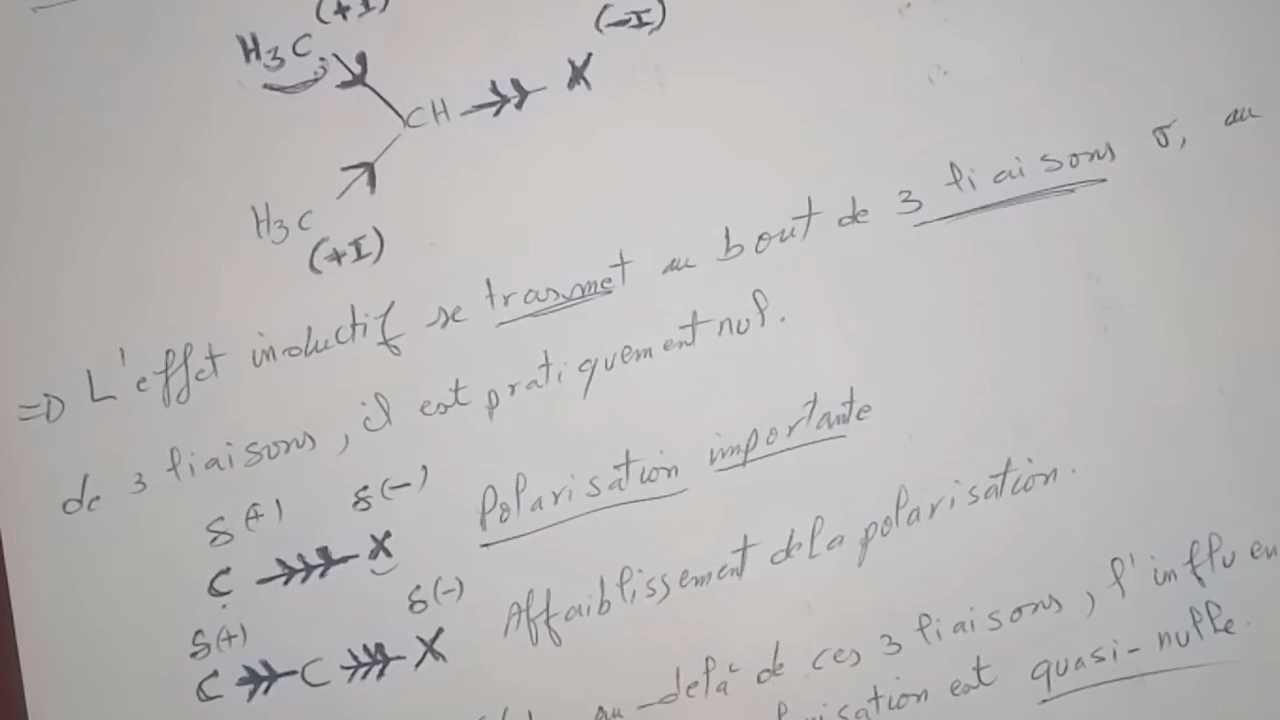 (+I)
(-I)
H3C
CH X
H3C
(+I)
=> L'effet inductif se trasmet au bout de 3 liaisons σ, au
de 3 liaisons, il est pratiquement nul.
δ(+) δ(-) Polarisation importante
C X
δ(-) Affaiblissement de la polarisation.
δ(+)
C C X
au delà de ces 3 liaisons, l'influen
est quasi-nulle.